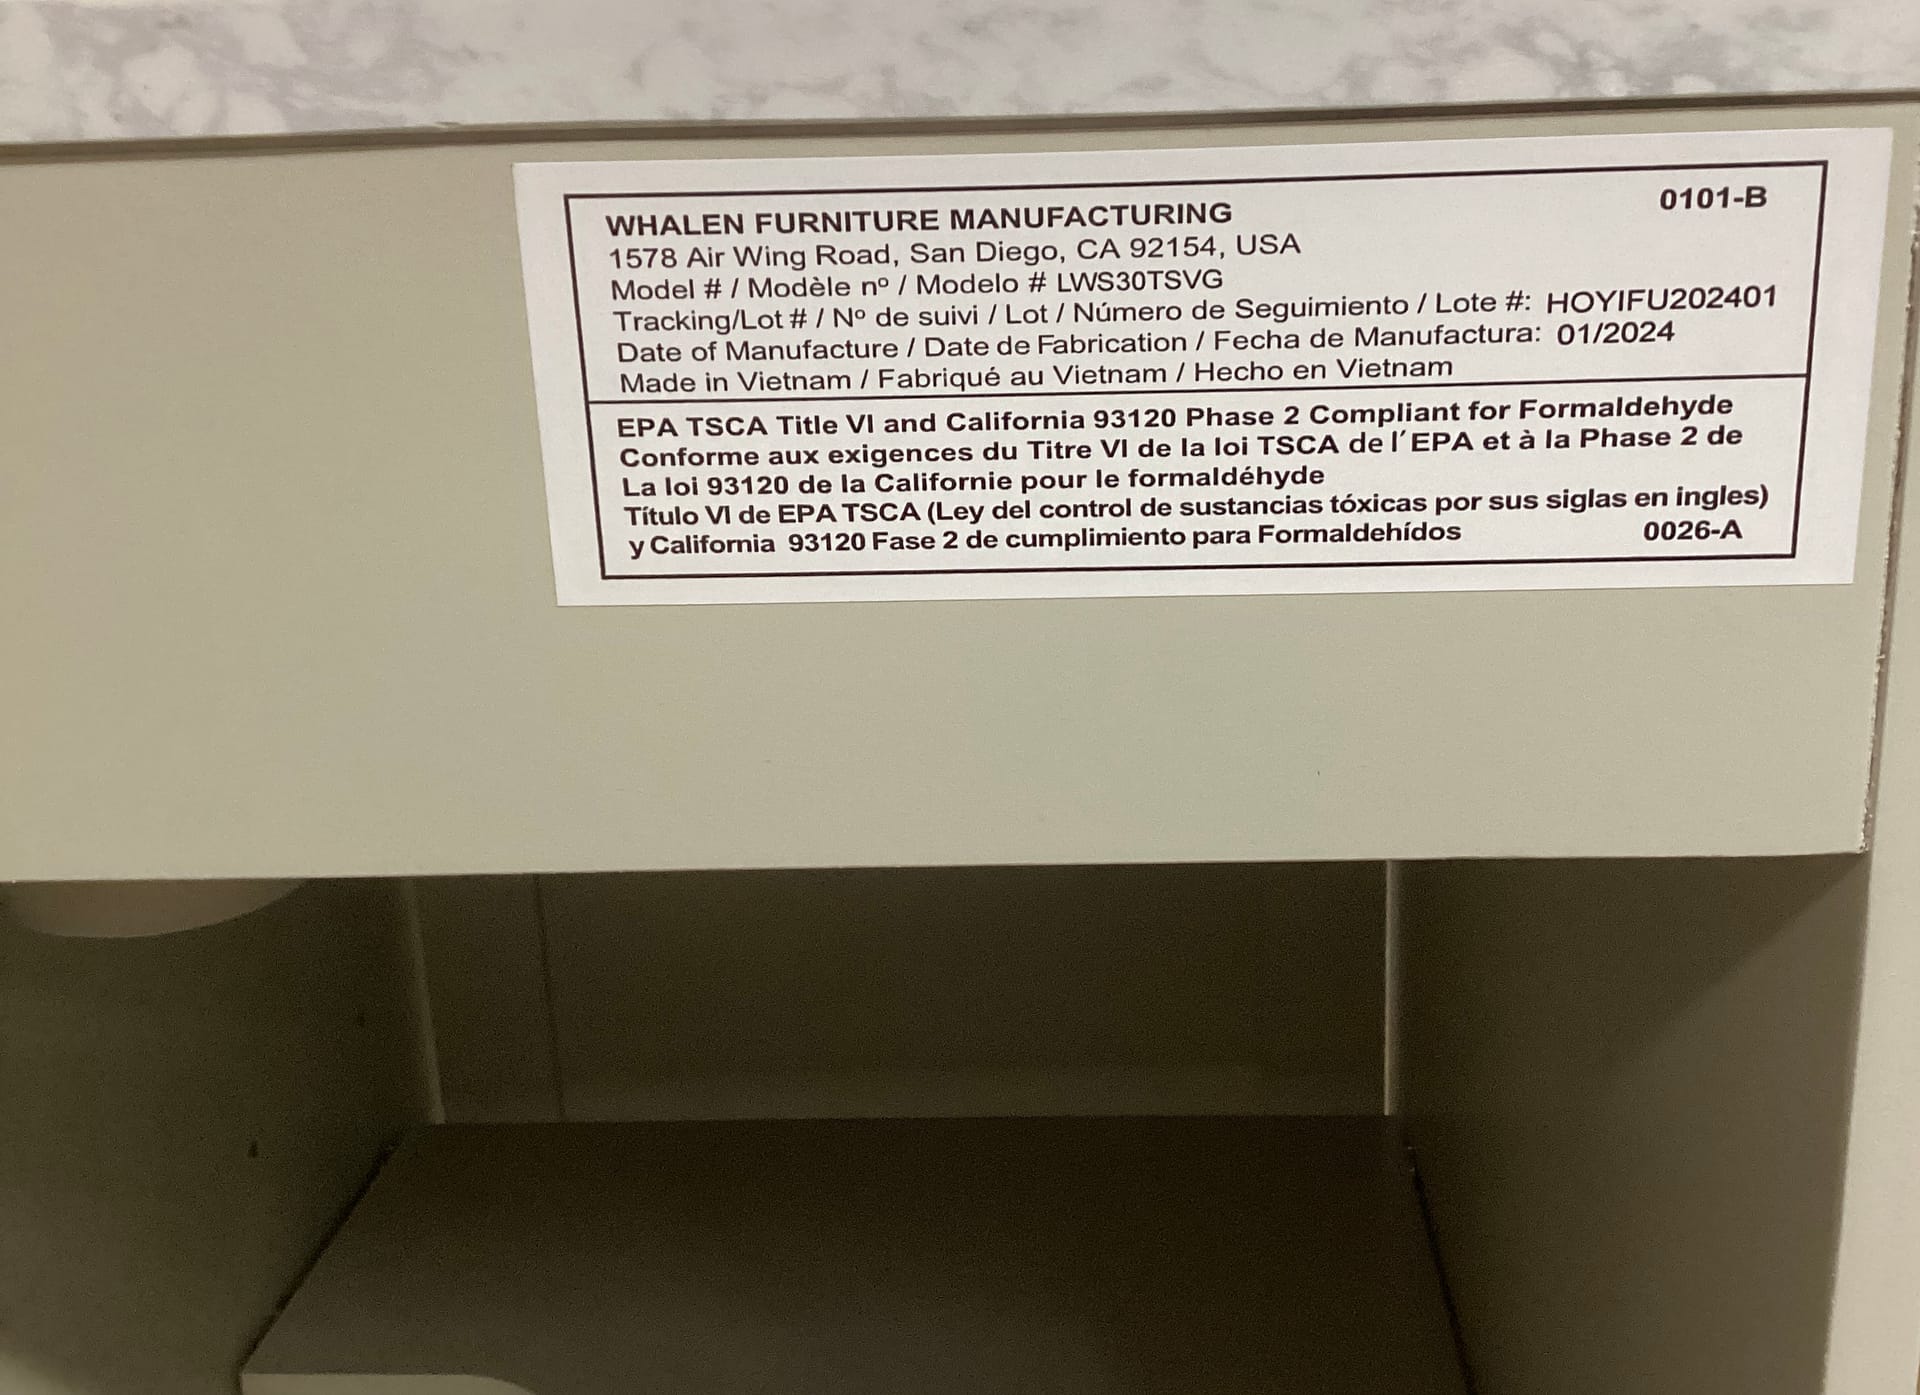 WHALEN FURNITURE MANUFACTURING 0101-B
1578 Air Wing Road, San Diego, CA 92154, USA
Model # / Modèle nº / Modelo # LWS30TSVG
Tracking/Lot # / Nº de suivi / Lot / Número de Seguimiento / Lote #: HOYIFU202401
Date of Manufacture / Date de Fabrication / Fecha de Manufactura: 01/2024
Made in Vietnam / Fabriqué au Vietnam / Hecho en Vietnam
EPA TSCA Title VI and California 93120 Phase 2 Compliant for Formaldehyde
Conforme aux exigences du Titre VI de la loi TSCA de l'EPA et à la Phase 2 de
La loi 93120 de la Californie pour le formaldéhyde
Título VI de EPA TSCA (Ley del control de sustancias tóxicas por sus siglas en ingles)
y California 93120 Fase 2 de cumplimiento para Formaldehídos 0026-A